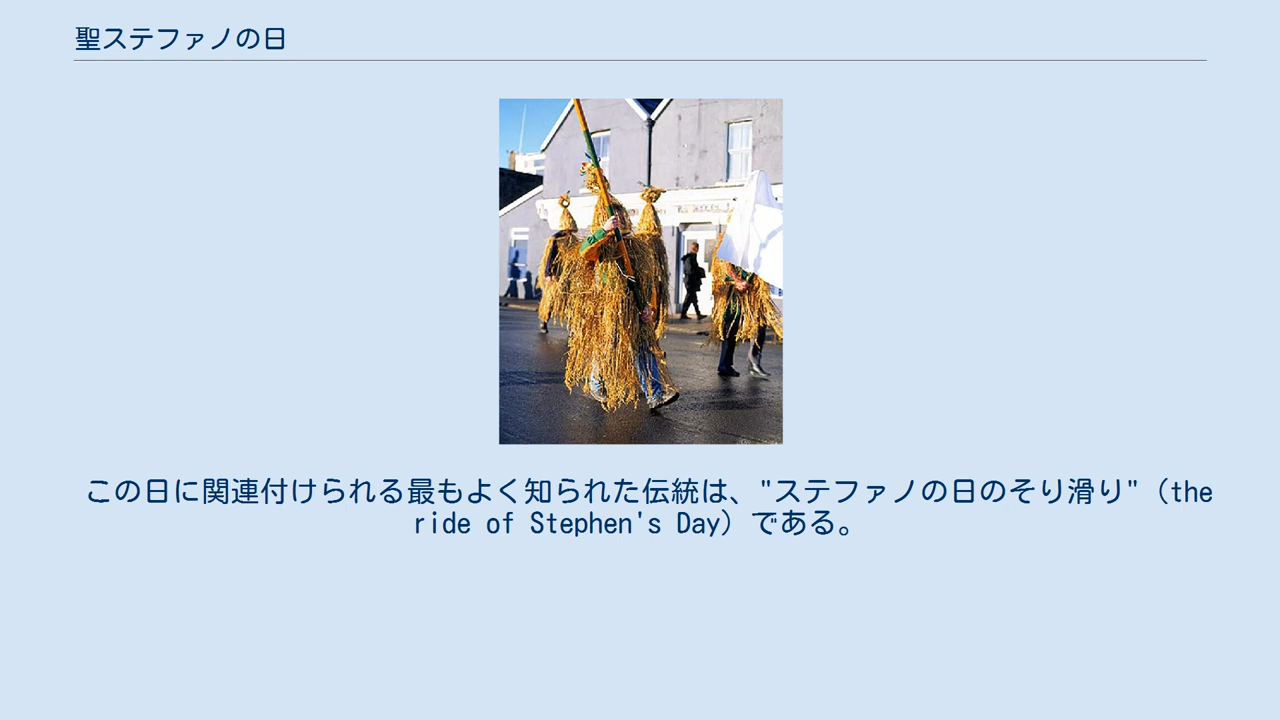 聖ステファノの日
この日に関連付けられる最もよく知られた伝統は、"ステファノの日のそり滑り"（the
ride of Stephen's Day）である。